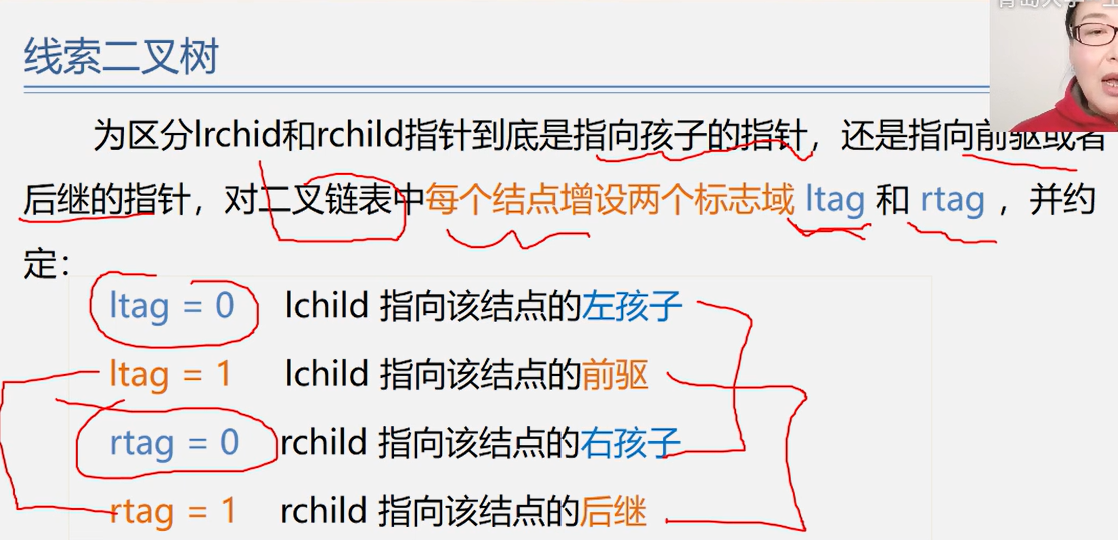 线索二叉树
为区分lrchid和rchild指针到底是指向孩子的指针，还是指向前驱或者
后继的指针，对二叉链表中每个结点增设两个标志域 ltag 和 rtag ，并约
定：
ltag = 0 lchild 指向该结点的左孩子
ltag = 1 lchild 指向该结点的前驱
rtag = 0 rchild 指向该结点的右孩子
rtag = 1 rchild 指向该结点的后继